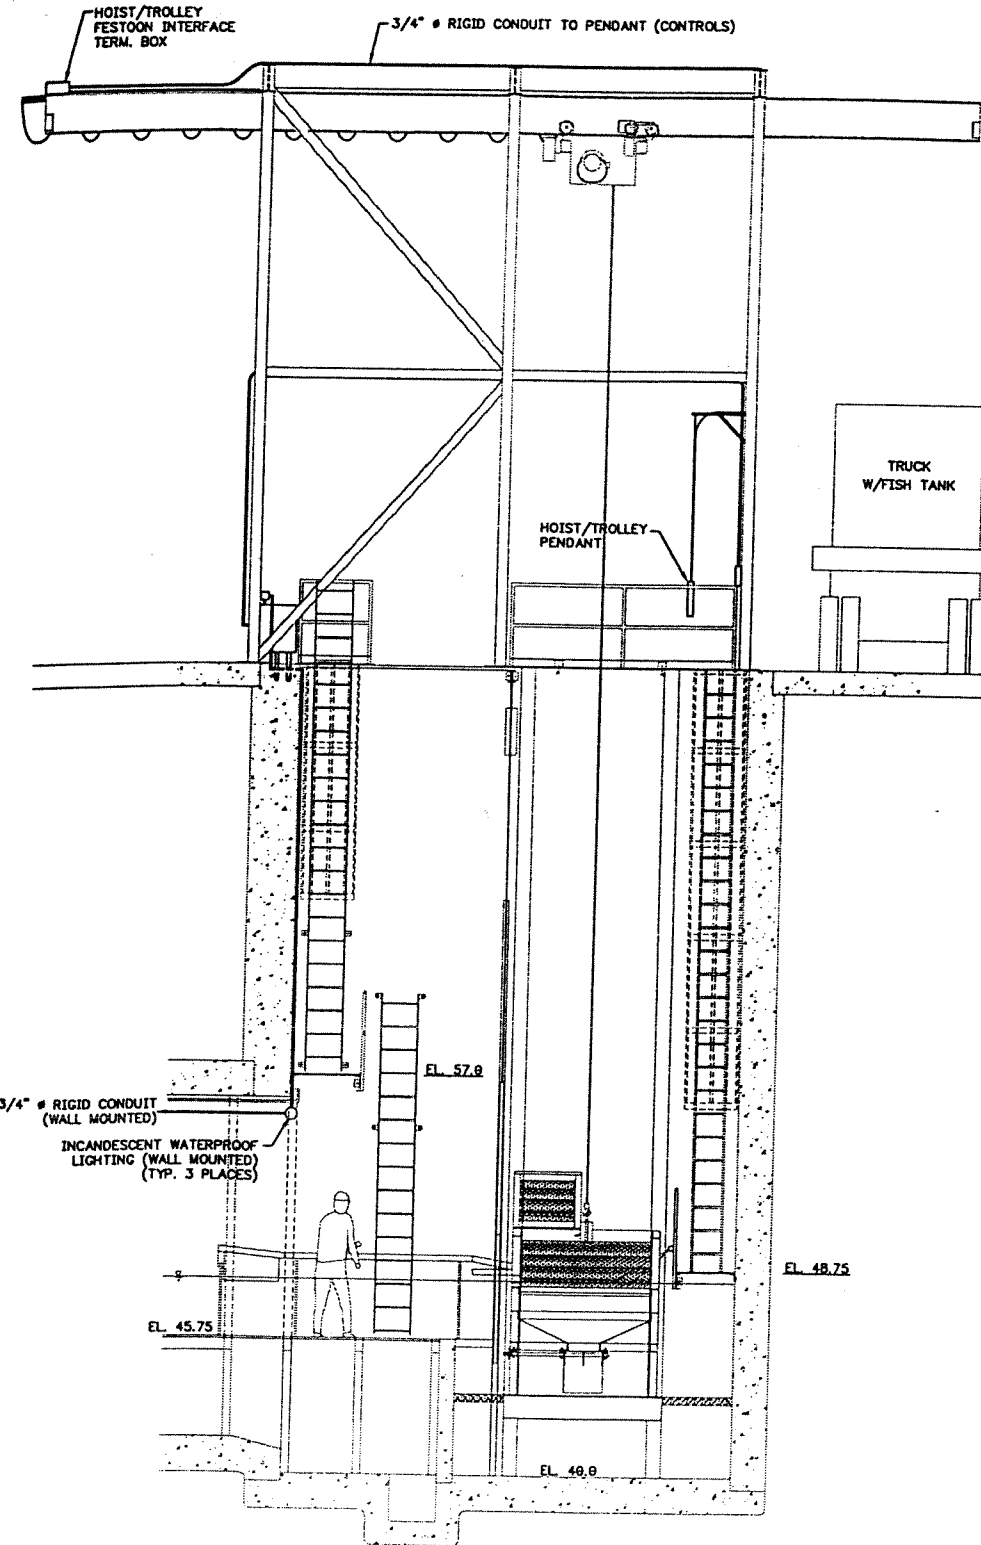 HOIST/TROLLEY
FESTOON INTERFACE
TERM. BOX
3/4" ø RIGID CONDUIT TO PENDANT (CONTROLS)
TRUCK
W/FISH TANK
HOIST/TROLLEY
PENDANT
EL. 57.0
3/4" ø RIGID CONDUIT
(WALL MOUNTED)
INCANDESCENT WATERPROOF
LIGHTING (WALL MOUNTED)
(TYP. 3 PLACES)
EL. 48.75
EL. 45.75
EL. 40.0